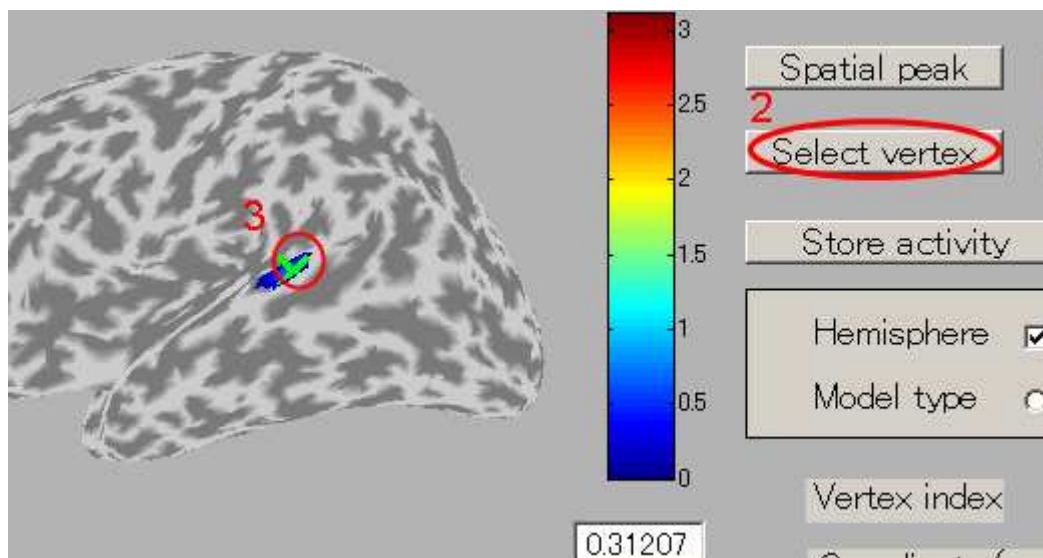 3
Spatial peak
2.5
2
Select vertex
2
3
1.5
Store activity
1
Hemisphere
0.5
Model type
0
Vertex index
0.31207